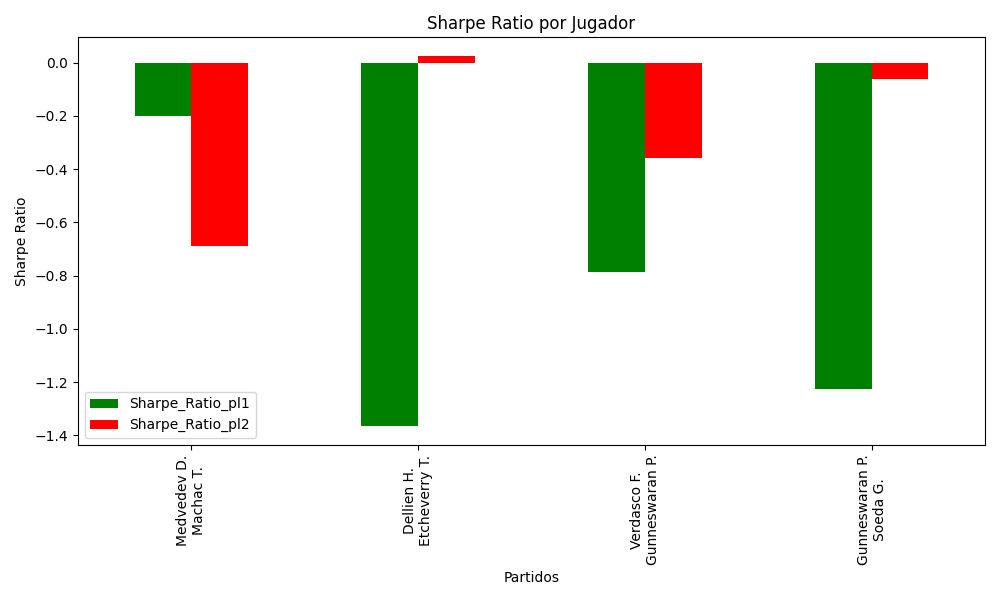 Sharpe Ratio por Jugador
Sharpe Ratio
0.0
−0.2
−0.4
−0.6
−0.8
−1.0
−1.2
−1.4
Sharpe_Ratio_pl1
Sharpe_Ratio_pl2
Medvedev D.
Machac T.
Dellien H.
Etcheverry T.
Verdasco F.
Gunneswaran P.
Gunneswaran P.
Soeda G.
Partidos